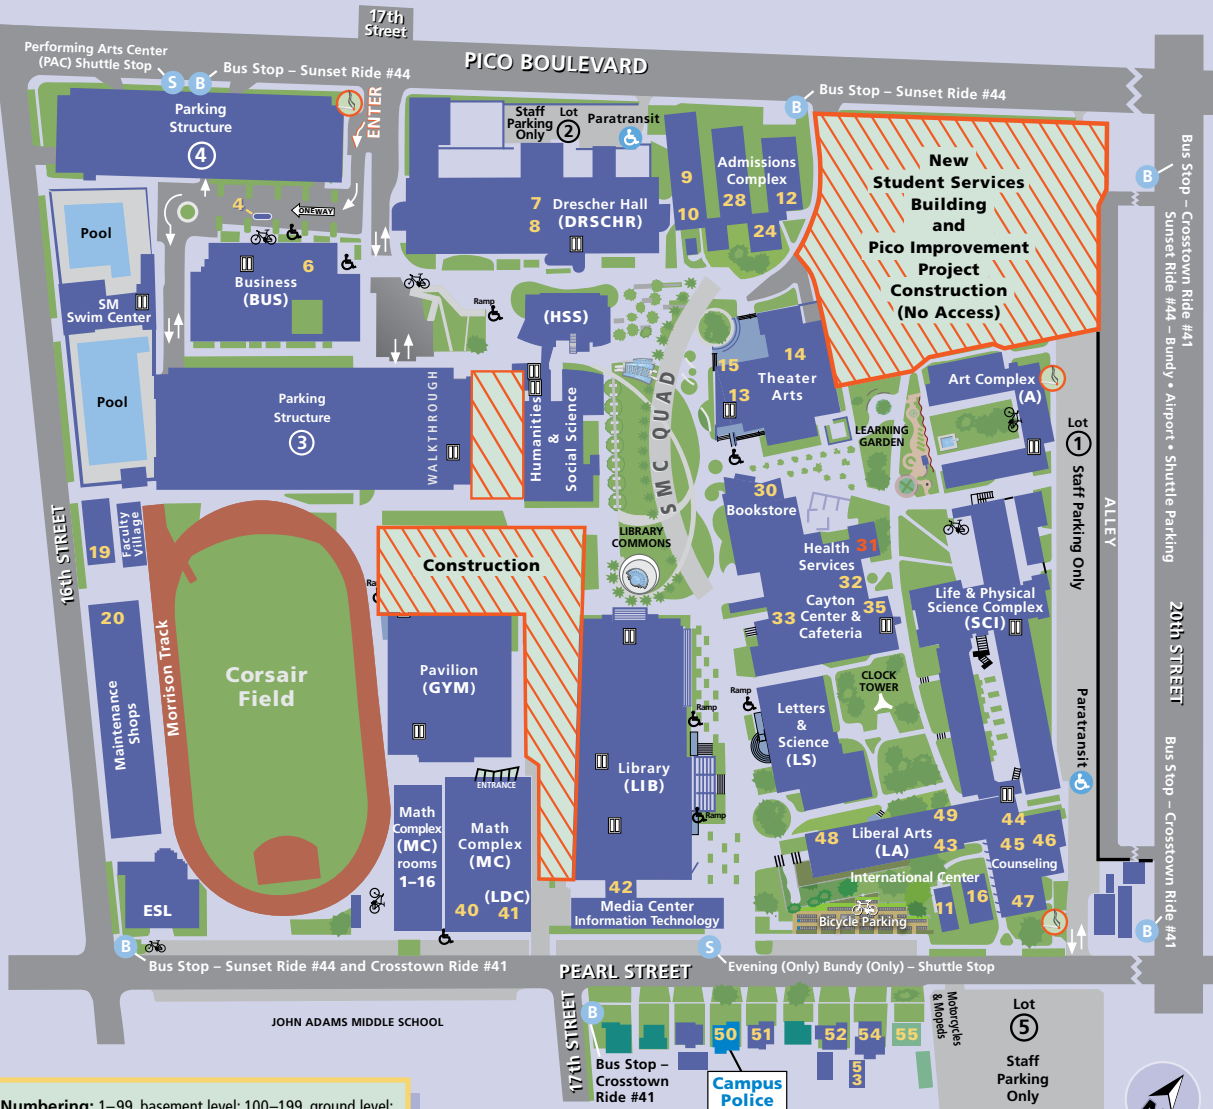 17th
Street
Performing Arts Center
(PAC) Shuttle Stop
S
B
Bus Stop – Sunset Ride #44
PICO BOULEVARD
B
Bus Stop – Sunset Ride #44
Parking
Structure
4
ENTER
Staff
Parking
Only
Lot
2
Paratransit
9
10
Admissions
Complex
28
12
24
New
Student Services
Building
and
Pico Improvement
Project
Construction
(No Access)
B
Bus Stop – Crosstown Ride #41
Sunset Ride #44 – Bundy • Airport • Shuttle Parking
4
ONEWAY
7
8
Drescher Hall
(DRSCHR)
Pool
SM
Swim Center
Pool
6
Business
(BUS)
Ramp
(HSS)
Humanities
&
Social Science
SMC QUAD
14
15
13
Theater
Arts
Art Complex
(A)
LEARNING
GARDEN
Lot
1
Staff Parking Only
ALLEY
Parking
Structure
3
WALKTHROUGH
16th STREET
19
Faculty
Village
20
Maintenance
Shops
Morrison Track
Corsair
Field
Ra
Construction
LIBRARY
COMMONS
30
Bookstore
Health
Services
31
32
33
Cayton
Center &
Cafeteria
35
Life & Physical
Science Complex
(SCI)
20th STREET
Pavilion
(GYM)
CLOCK
TOWER
Ramp
Ramp
Ramp
Letters
&
Science
(LS)
Library
(LIB)
Paratransit
ENTRANCE
Math
Complex
(MC)
rooms
1–16
Math
Complex
(MC)
(LDC)
40
41
48
Liberal Arts
(LA)
49
43
44
45
46
Counseling
47
International Center
11
16
Bicycle Parking
ESL
42
Media Center
Information Technology
B
Bus Stop – Crosstown Ride #41
B
Bus Stop – Sunset Ride #44 and Crosstown Ride #41
PEARL STREET
S
Evening (Only) Bundy (Only) – Shuttle Stop
JOHN ADAMS MIDDLE SCHOOL
17th STREET
B
Bus Stop –
Crosstown
Ride #41
50
51
52
54
55
53
Campus
Police
Motorcycles
& Mopeds
Lot
5
Staff
Parking
Only
Numbering: 1–99, basement level; 100–199, ground level;